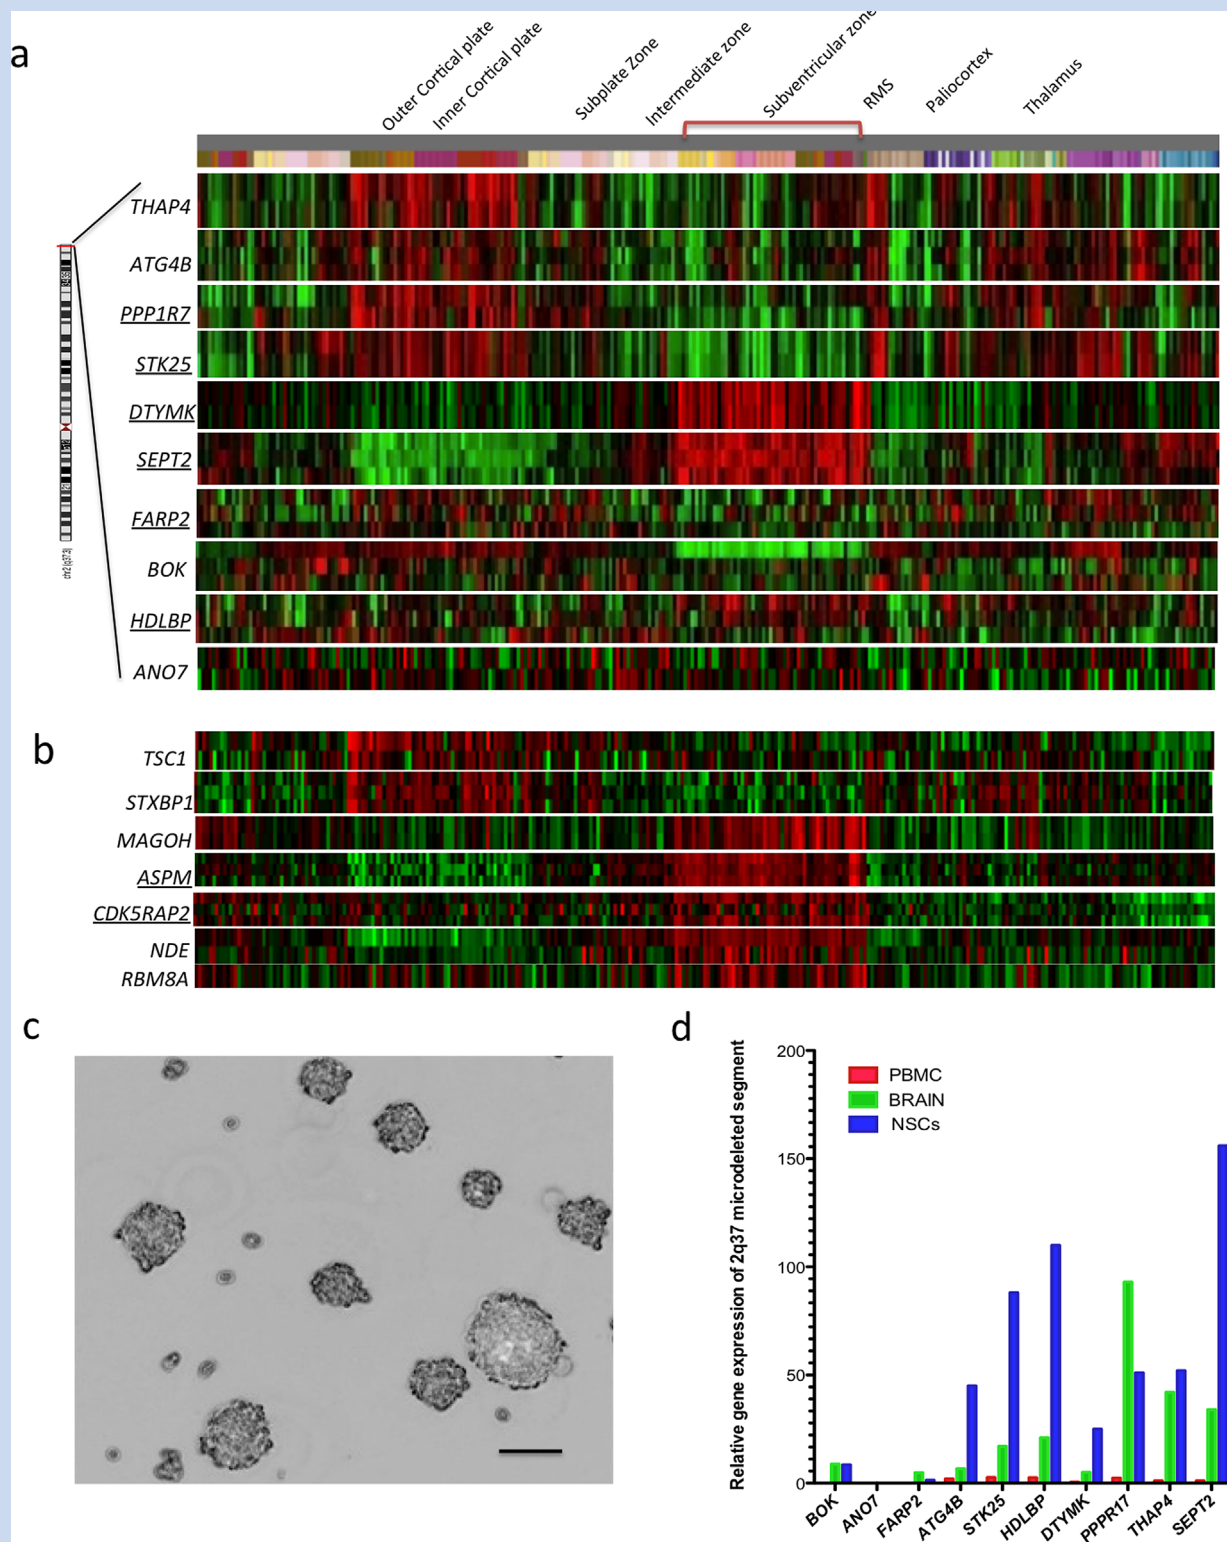 a
Outer Cortical plate
Inner Cortical plate
Subplate Zone
Intermediate zone
Subventricular zone
RMS
Paliocortex
Thalamus
THAP4
ATG4B
PPP1R7
STK25
DTYMK
SEPT2
FARP2
BOK
HDLBP
ANO7
chr2 (q37.3)
b
TSC1
STXBP1
MAGOH
ASPM
CDK5RAP2
NDE
RBM8A
c
d
Relative gene expression of 2q37 microdeleted segment
200
150
100
50
0
PBMC
BRAIN
NSCs
BOK
ANO7
FARP2
ATG4B
STK25
HDLBP
DTYMK
PPPR17
THAP4
SEPT2